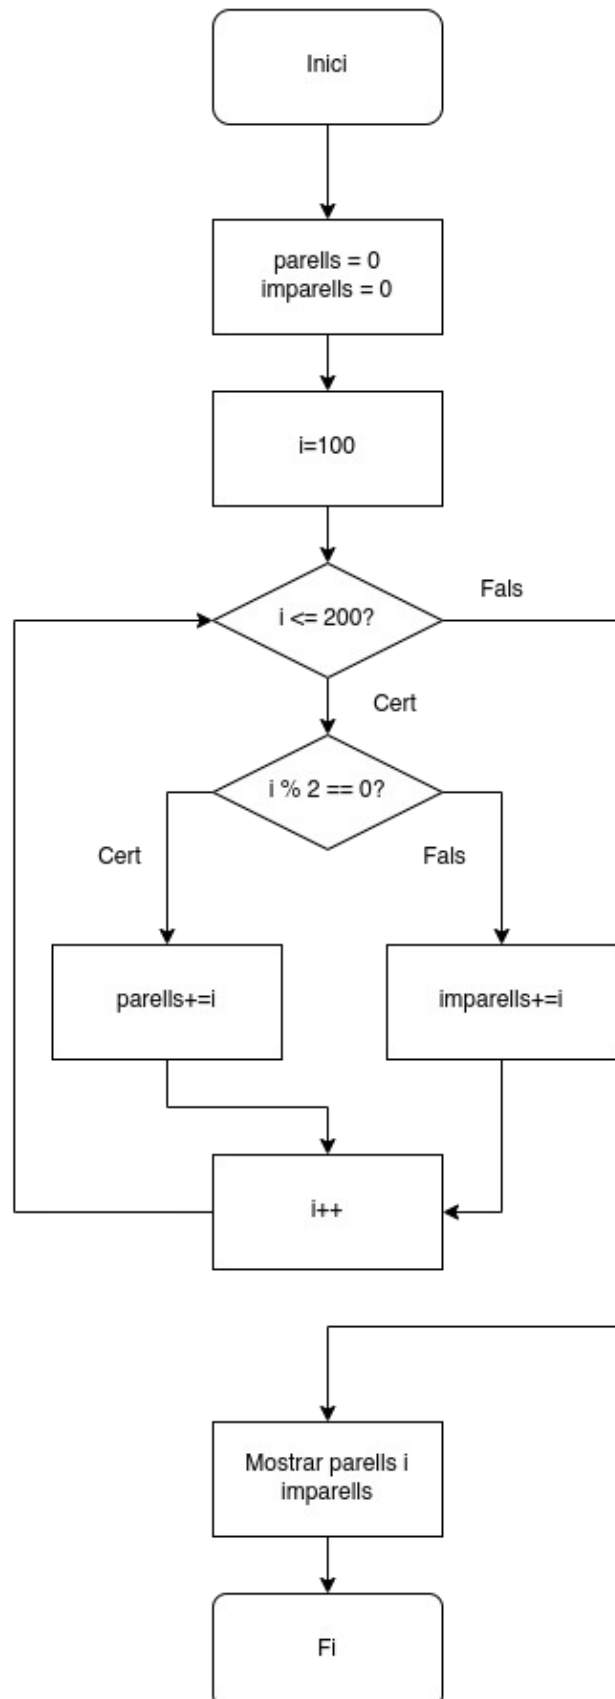 Inici
parells = 0
imparells = 0
i=100
i <= 200?
Fals
Cert
i % 2 == 0?
Cert
Fals
parells+=i
imparells+=i
i++
Mostrar parells i
imparells
Fi